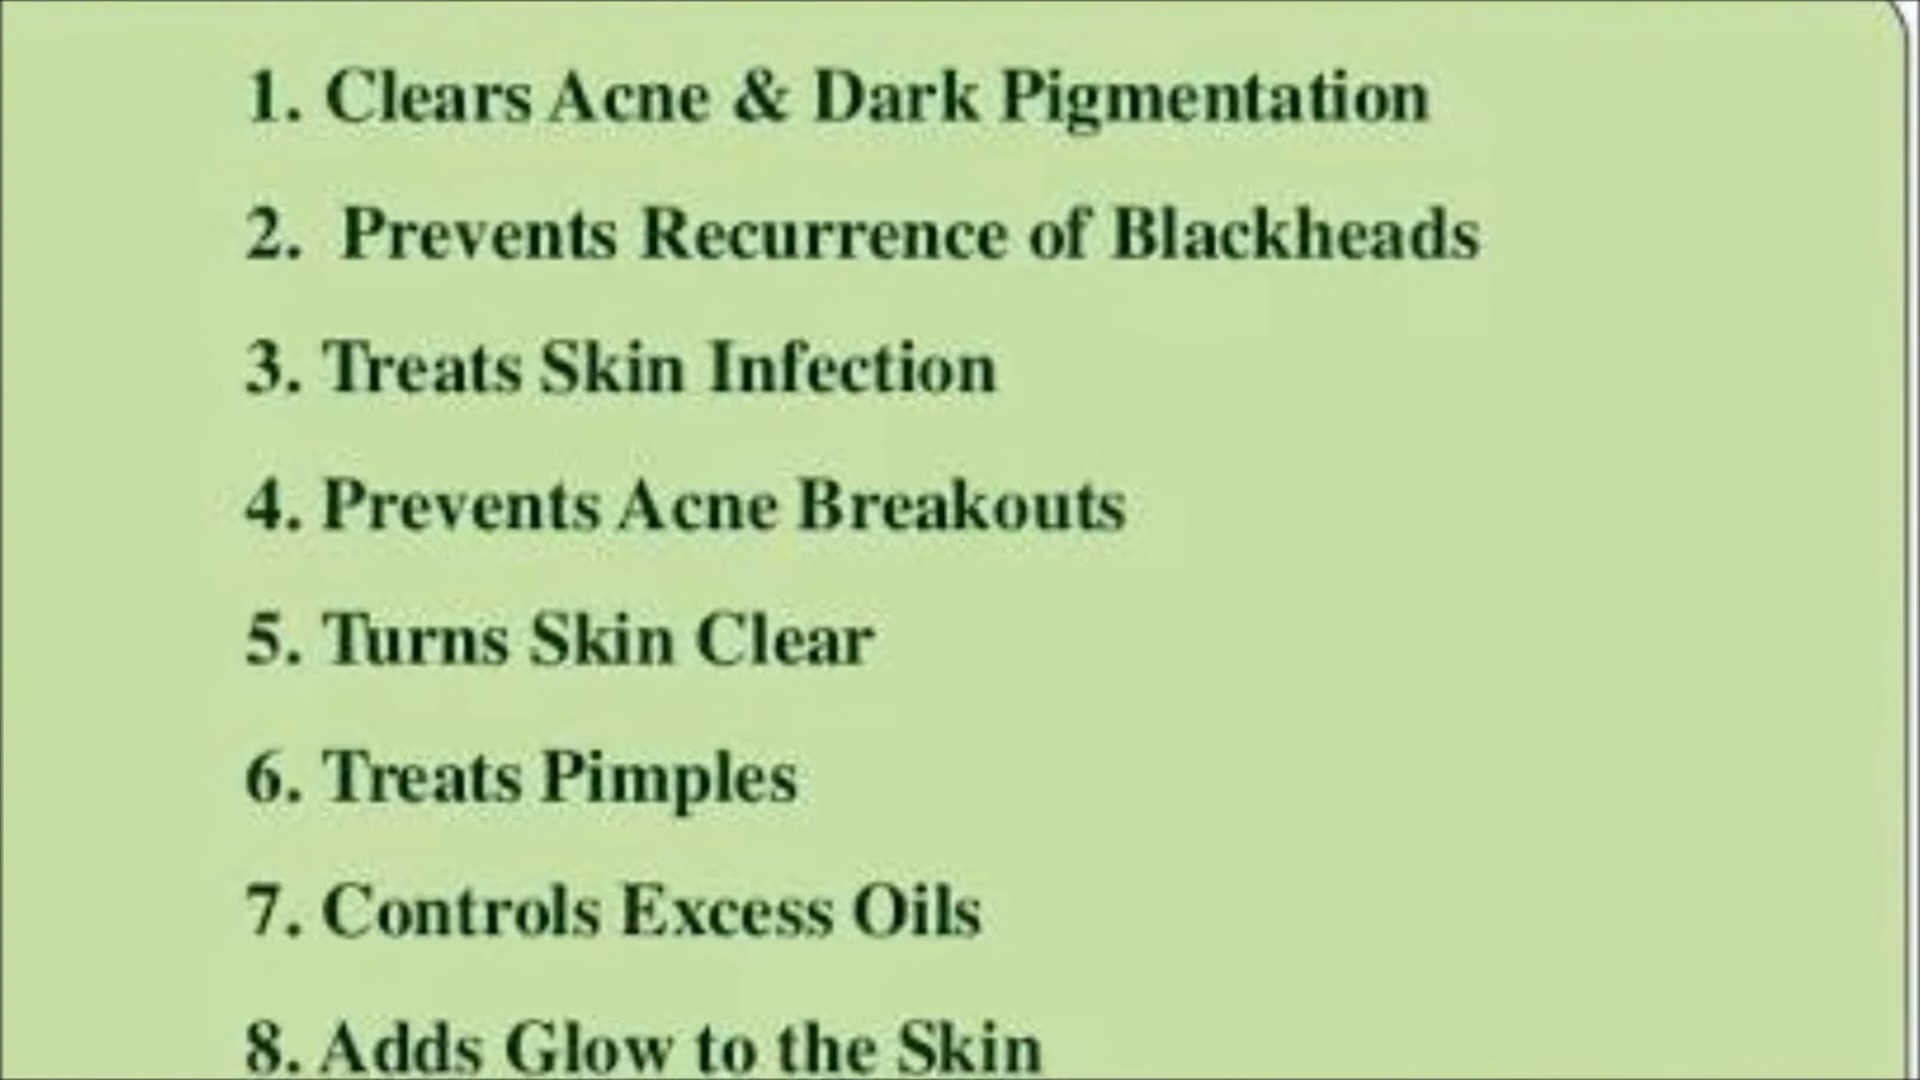 1. Clears Acne & Dark Pigmentation
2. Prevents Recurrence of Blackheads
3. Treats Skin Infection
4. Prevents Acne Breakouts
5. Turns Skin Clear
6. Treats Pimples
7. Controls Excess Oils
8. Adds Glow to the Skin